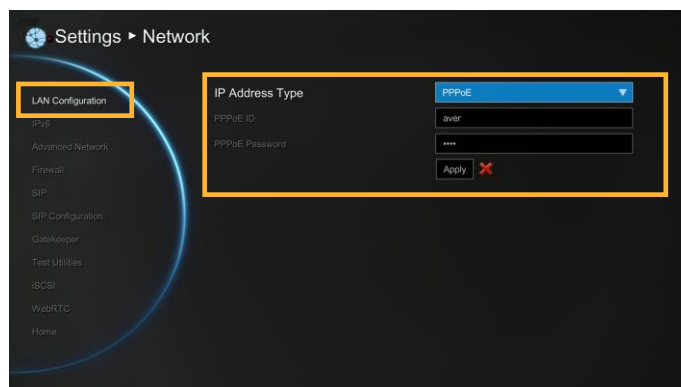 Settings ▸ Network
LAN Configuration
IPv6
Advanced Network
Firewall
SIP
SIP Configuration
Gatekeeper
Test Utilities
iSCSI
WebRTC
Home
IP Address Type PPPoE
PPPoE ID aver
PPPoE Password ••••
Apply